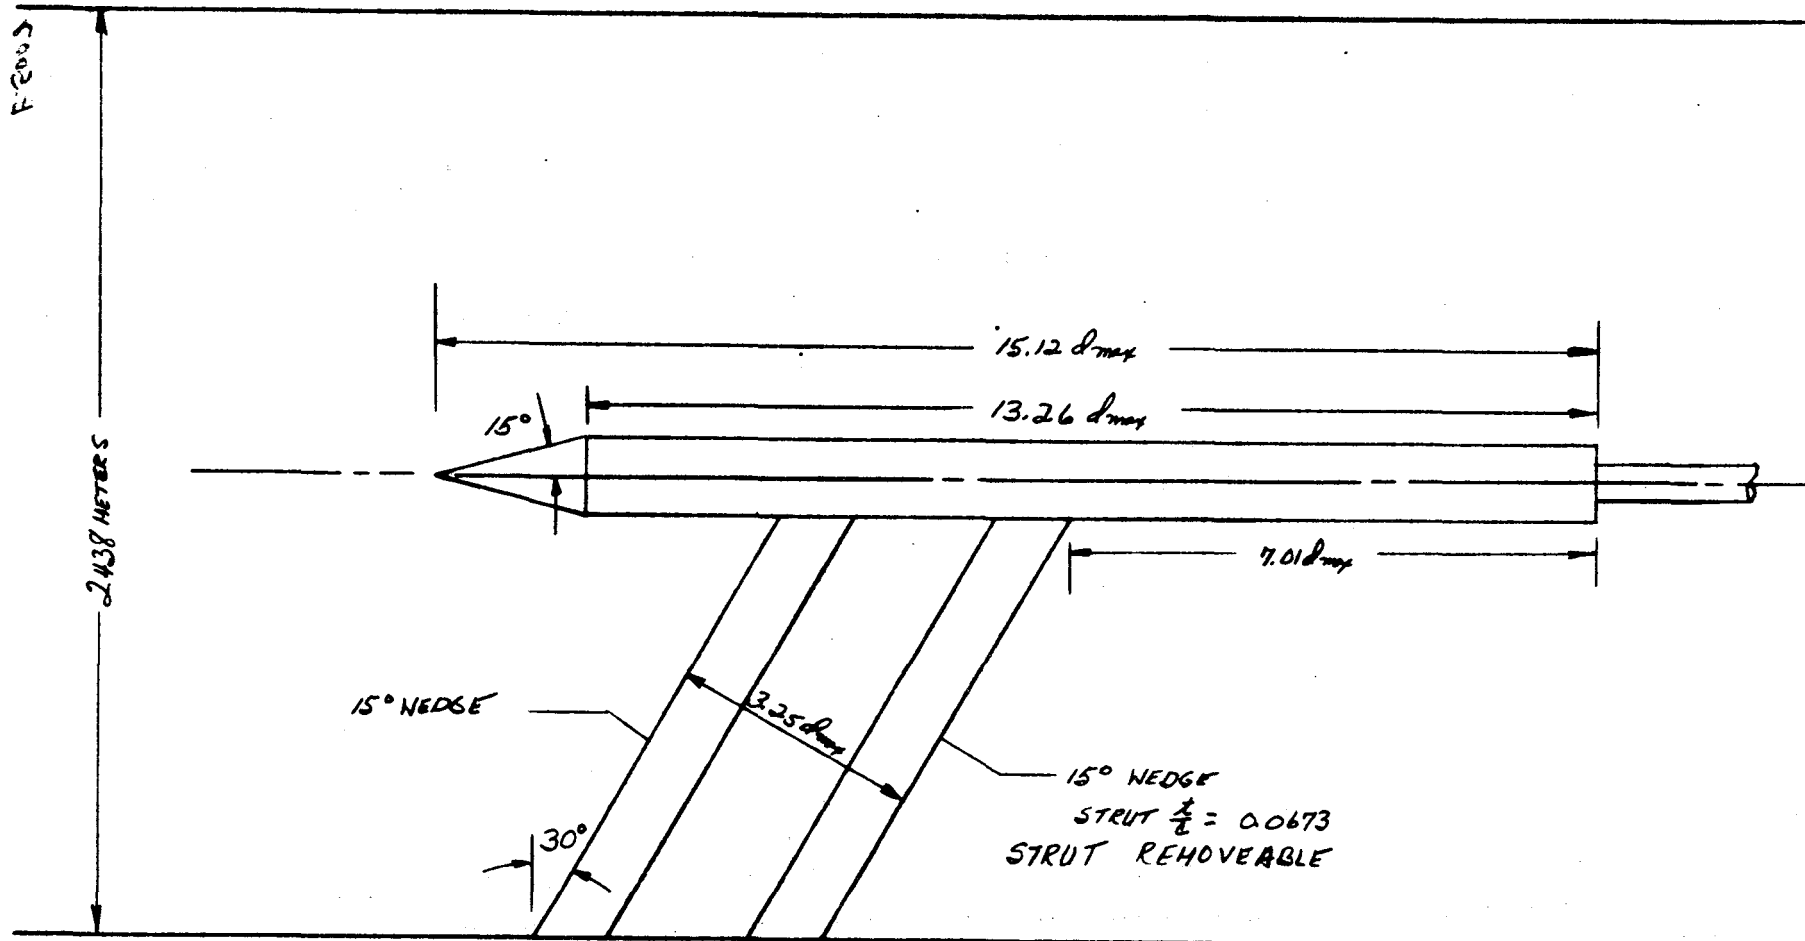 15.12 dmax
13.26 dmax
15°
2.438 METERS
7.01 dmax
15° WEDGE
3.25 dmax
15° WEDGE
STRUT t/l = 0.0673
STRUT REMOVEABLE
30°